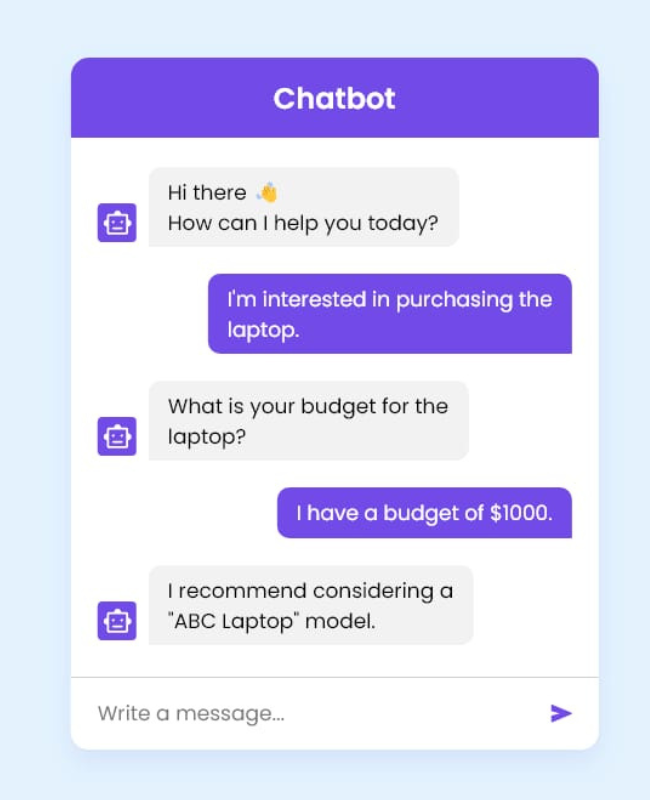 Chatbot
Hi there 👋
How can I help you today?
I'm interested in purchasing the
laptop.
What is your budget for the
laptop?
I have a budget of $1000.
I recommend considering a
"ABC Laptop" model.
Write a message...